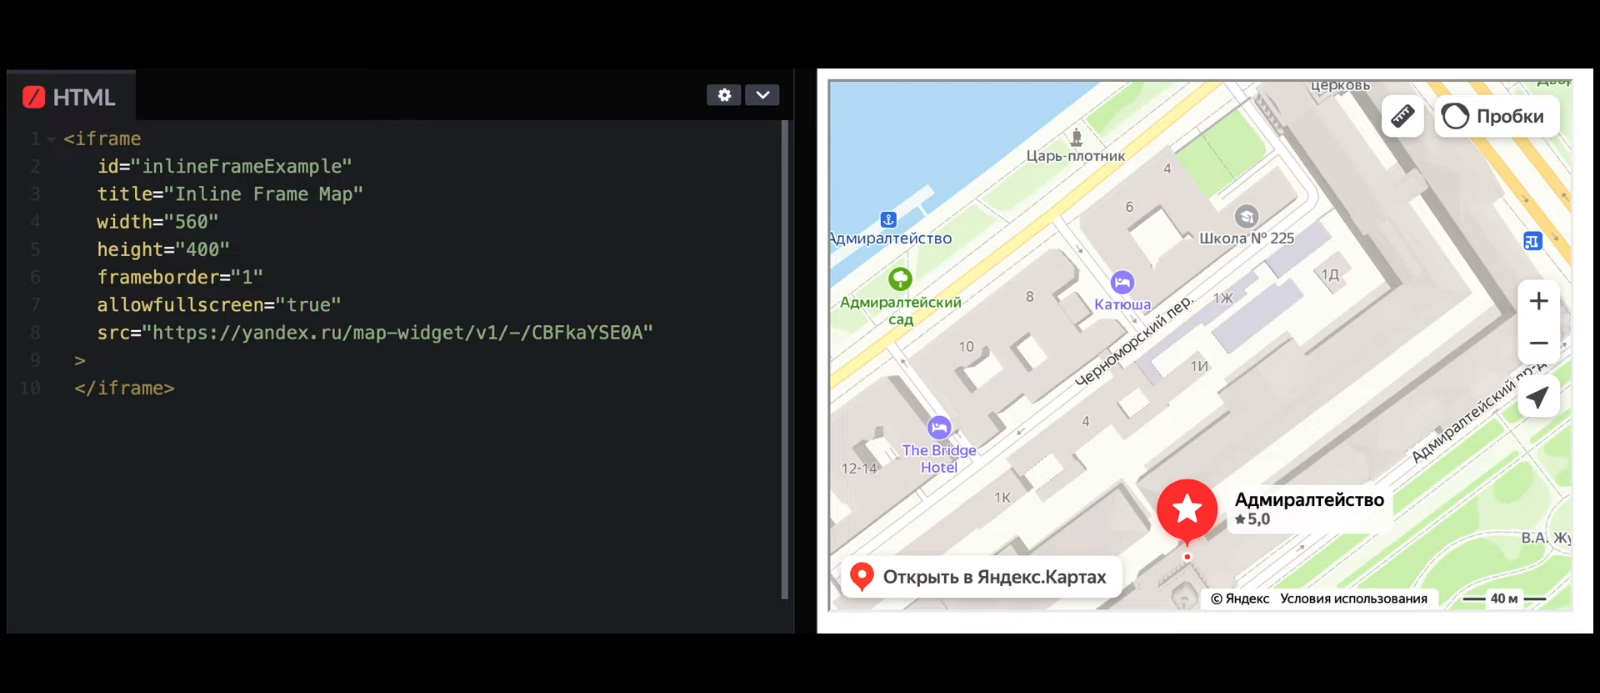 HTML
1 <iframe
2 id="inlineFrameExample"
3 title="Inline Frame Map"
4 width="560"
5 height="400"
6 frameborder="1"
7 allowfullscreen="true"
8 src="https://yandex.ru/map-widget/v1/-/CBFkaYSE0A"
9 >
10 </iframe>
церковь
Пробки
Царь-плотник
4
6
Школа № 225
Адмиралтейство
1Д
Адмиралтейский
сад
8
Катюша
1Ж
Черноморский пер.
10
1И
4
Адмиралтейский пр-д
The Bridge
Hotel
12-14
1К
Адмиралтейство
5,0
В.А.
Открыть в Яндекс.Картах
© Яндекс Условия использования
40 м